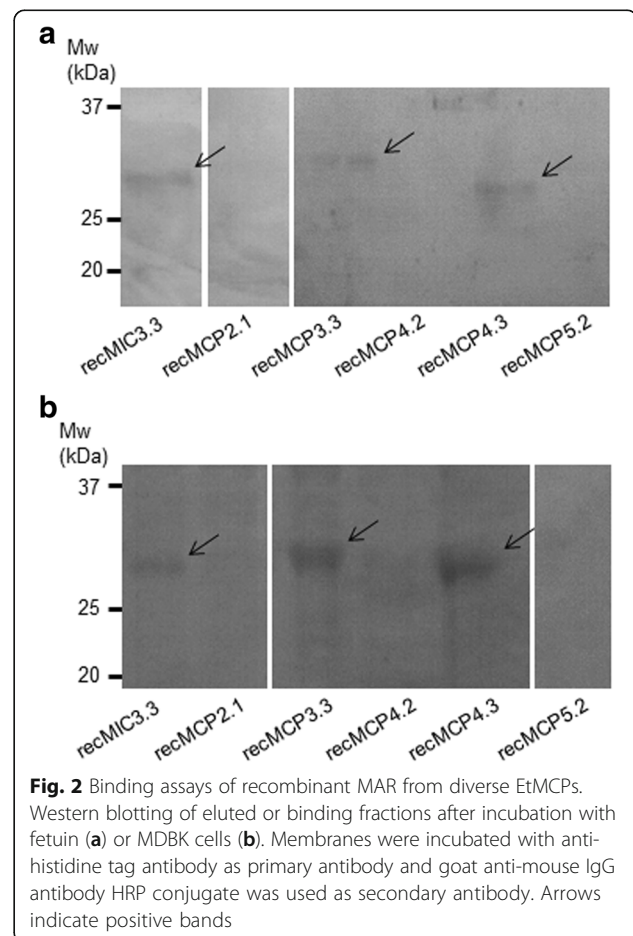 a
Mw
(kDa)
37
25
20
recMIC3.3
recMCP2.1
recMCP3.3
recMCP4.2
recMCP4.3
recMCP5.2
b
Mw
(kDa)
37
25
20
recMIC3.3
recMCP2.1
recMCP3.3
recMCP4.2
recMCP4.3
recMCP5.2
Fig. 2 Binding assays of recombinant MAR from diverse EtMCPs.
Western blotting of eluted or binding fractions after incubation with
fetuin (a) or MDBK cells (b). Membranes were incubated with anti-
histidine tag antibody as primary antibody and goat anti-mouse IgG
antibody HRP conjugate was used as secondary antibody. Arrows
indicate positive bands